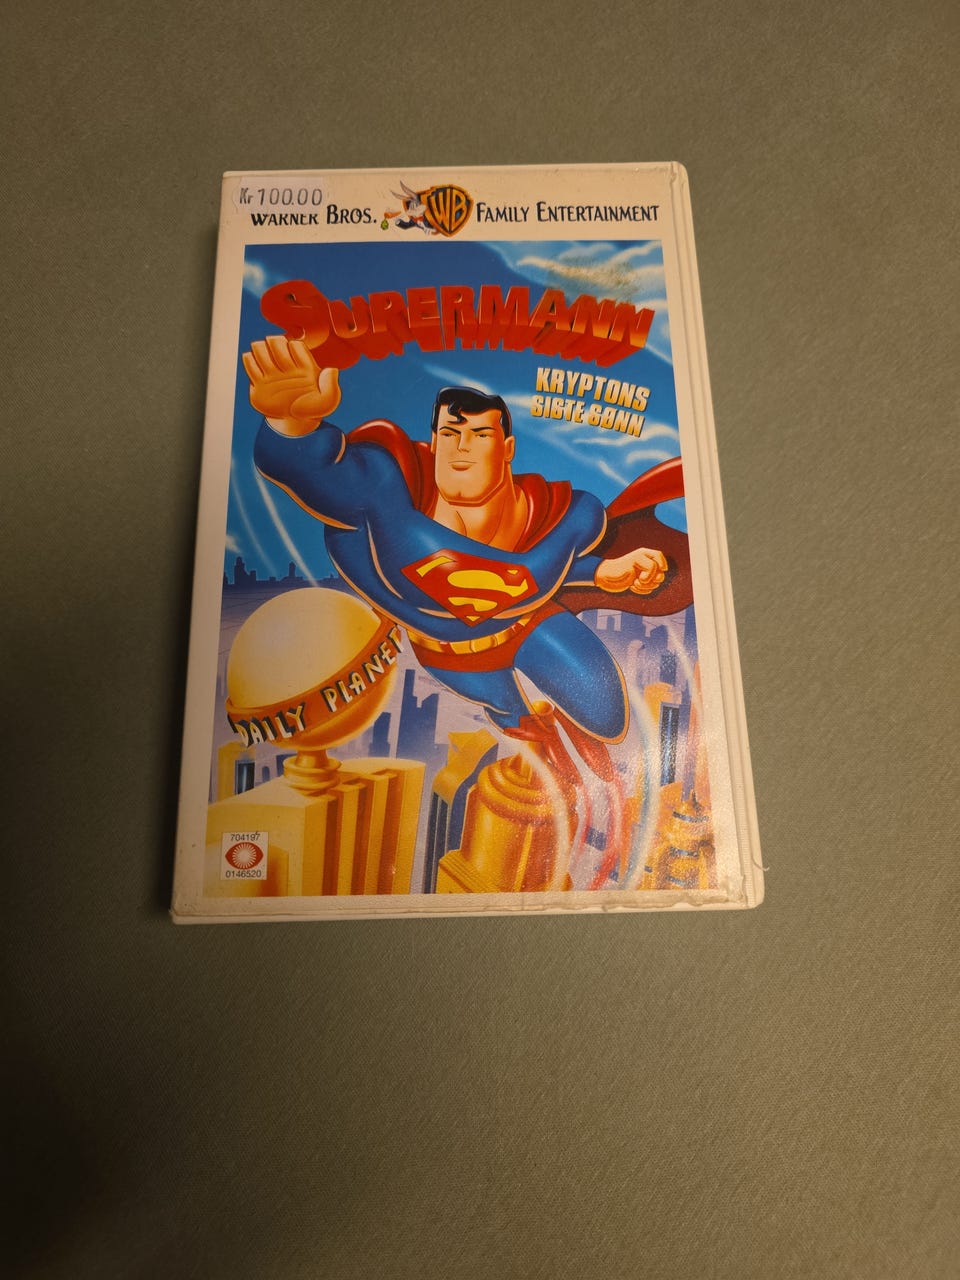 Kr 100.00
WARNER BROS. WB FAMILY ENTERTAINMENT
SUPERMANN
KRYPTONS
SISTE SØNN
S
DAILY PLANET
704197
0146520